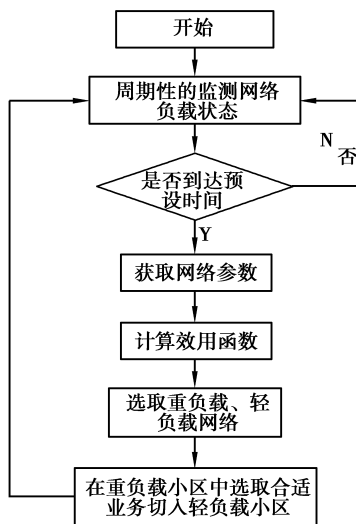 开始
周期性的监测网络
负载状态
N
否
是否到达预
设时间
Y
获取网络参数
计算效用函数
选取重负载、轻
负载网络
在重负载小区中选取合适
业务切入轻负载小区